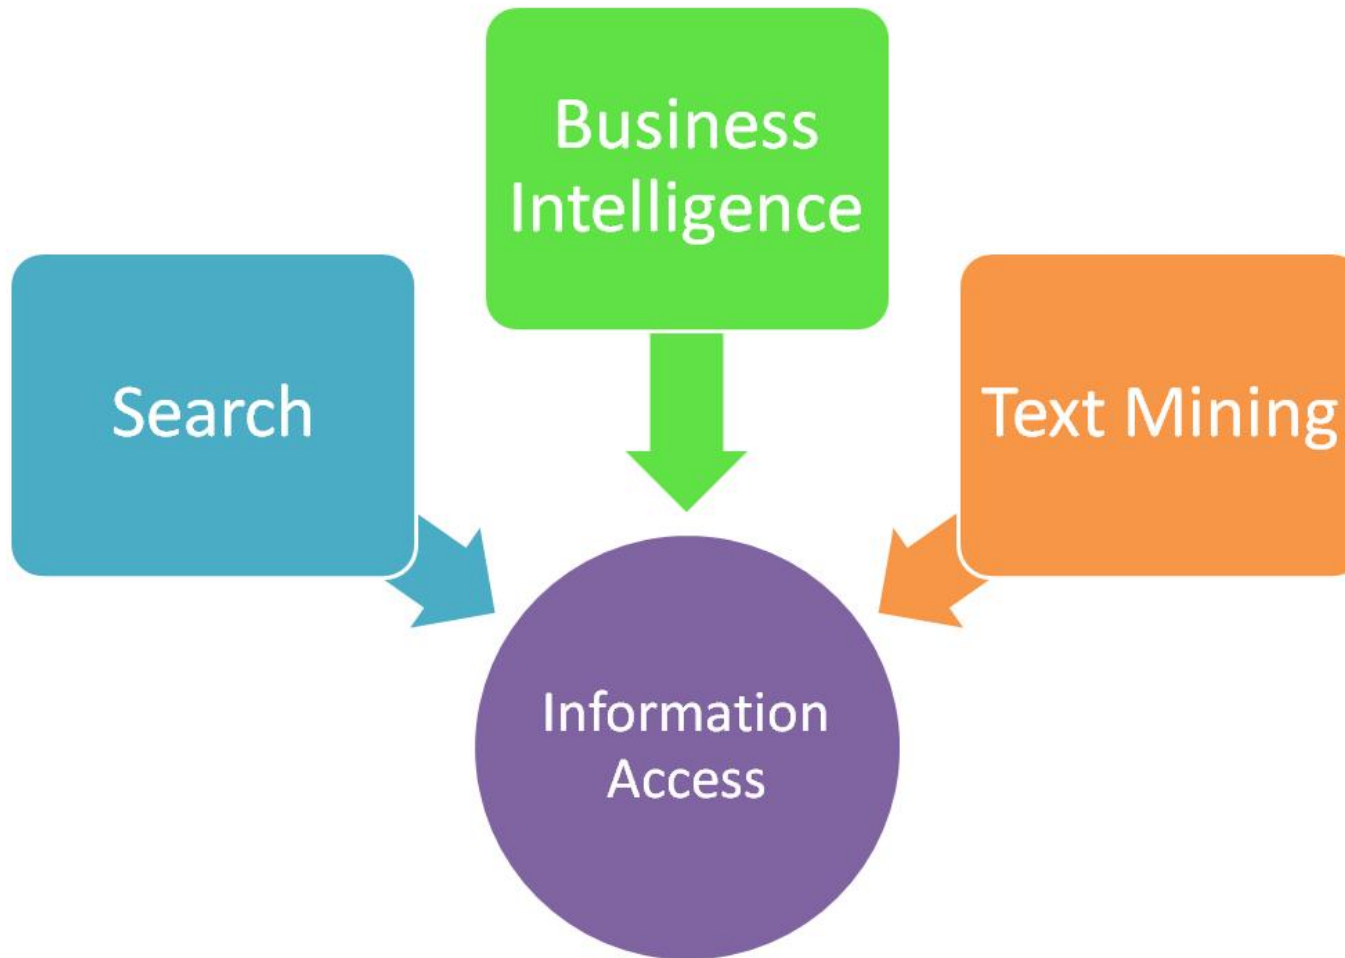 Business
Intelligence
Search
Text Mining
Information
Access